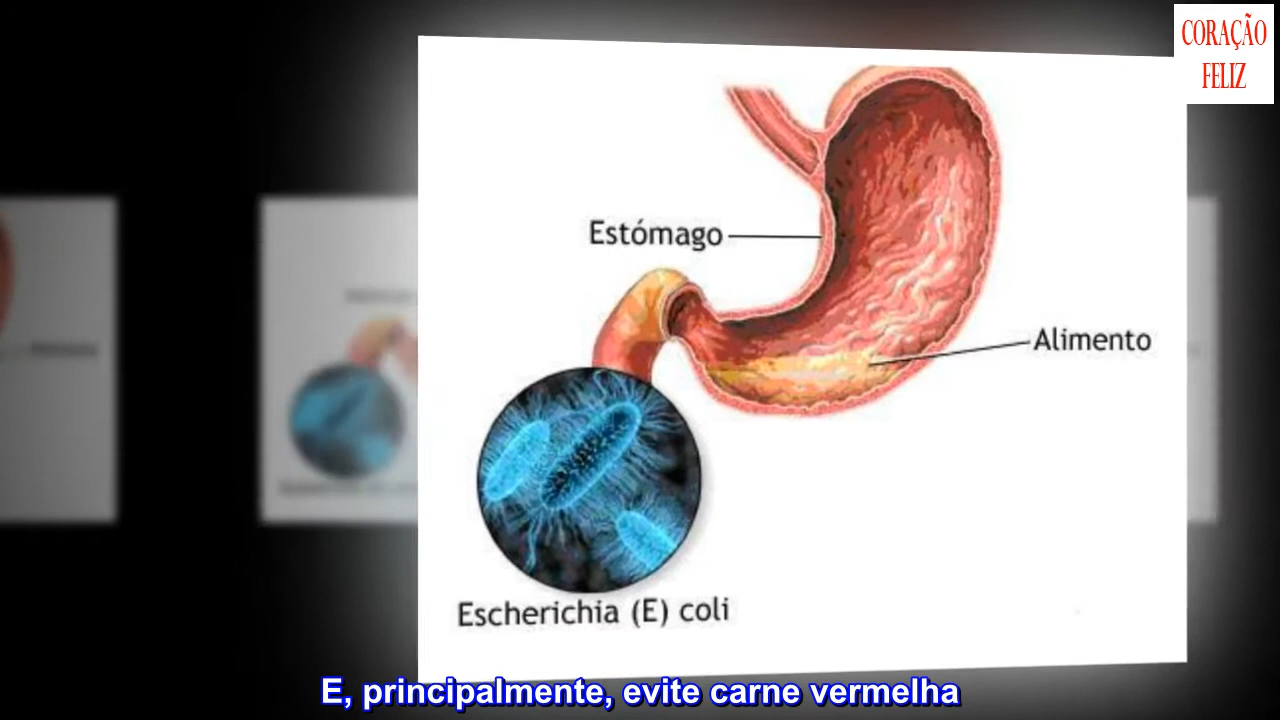 CORAÇÃO
FELIZ
Estómago
Alimento
Escherichia (E) coli
E, principalmente, evite carne vermelha